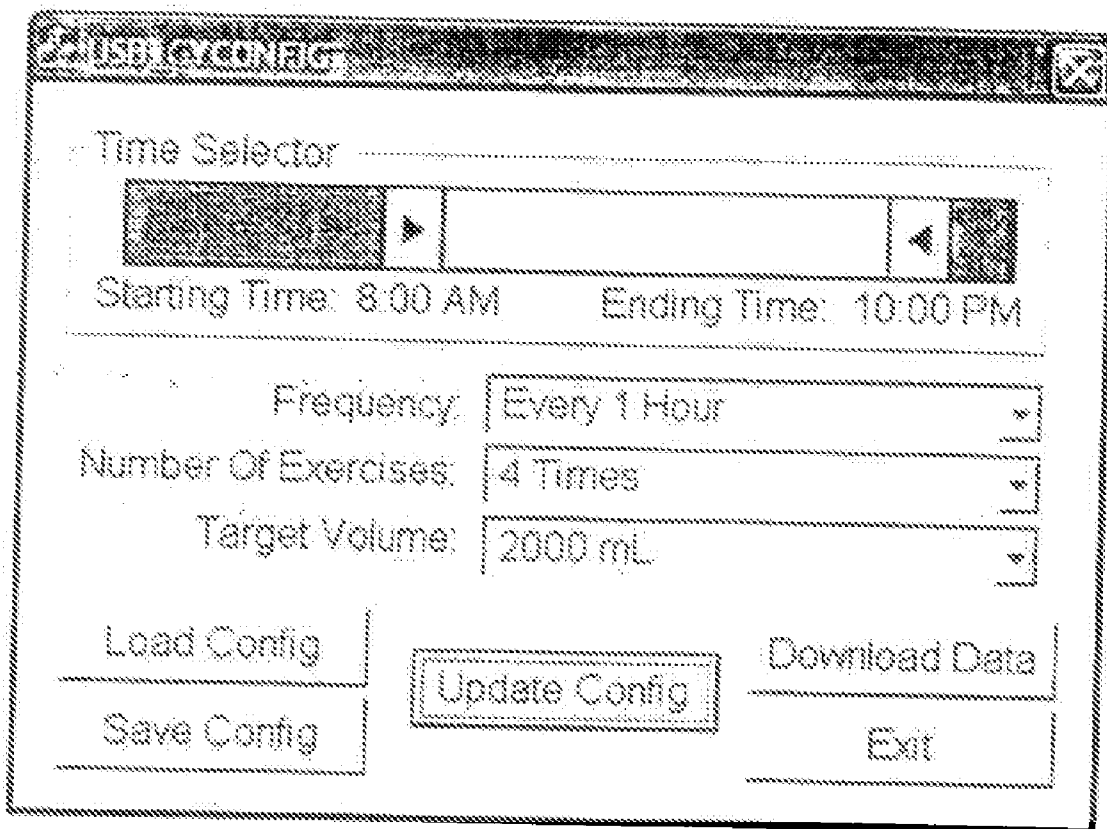 Time Selector
Starting Time: 8:00 AM Ending Time: 10:00 PM
Frequency: Every 1 Hour
Number Of Exercises: 4 Times
Target Volume: 2000 mL
Load Config
Update Config
Download Data
Save Config
Exit